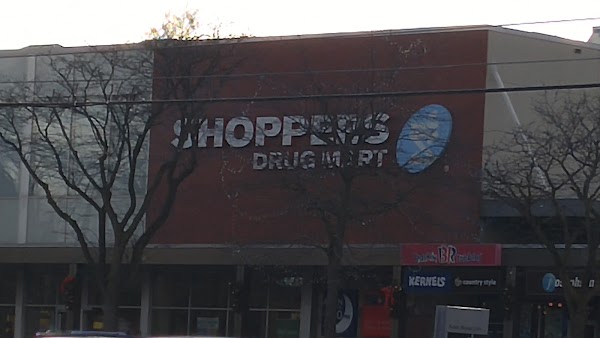 SHOPPERS
DRUG MART
BR
KERNELS
country style